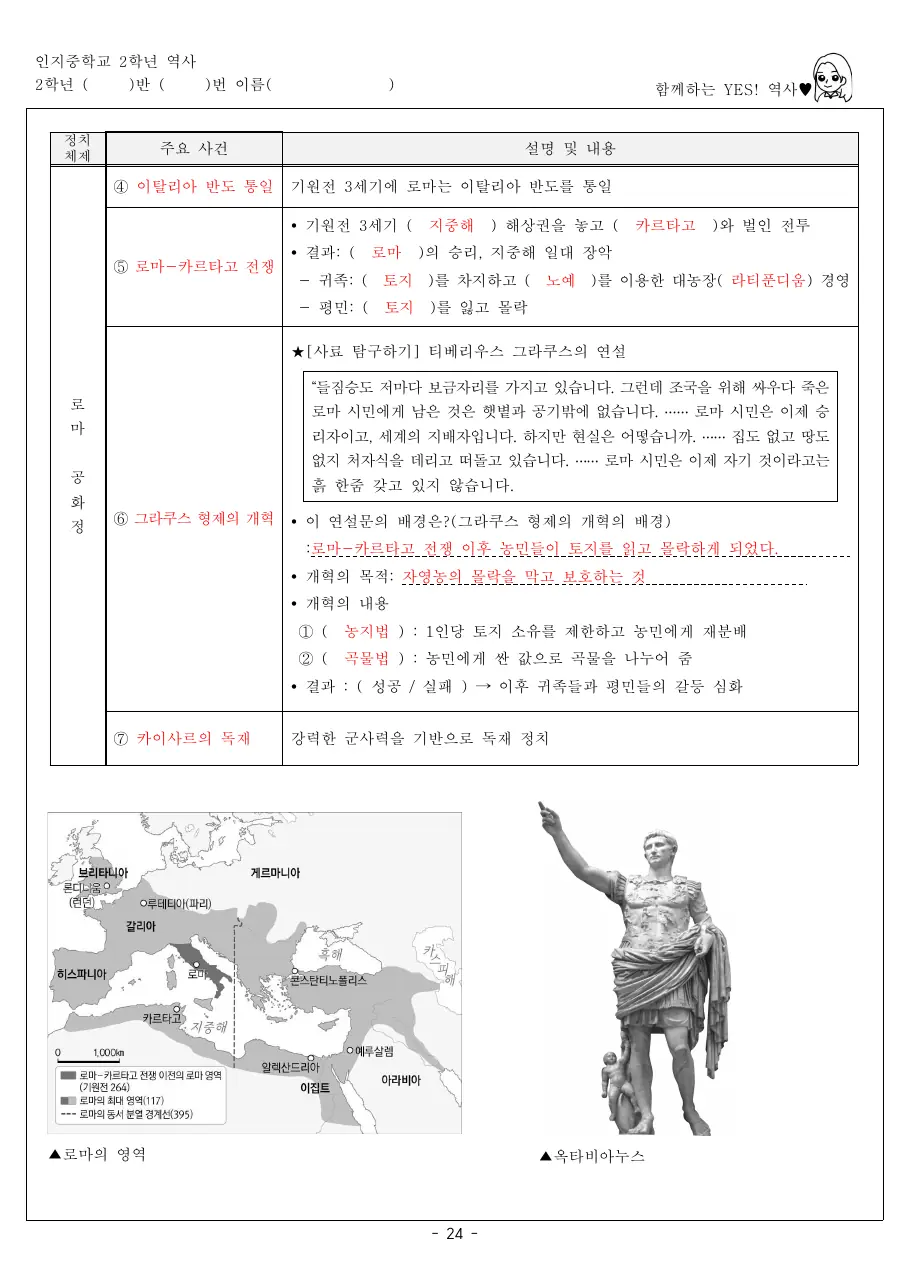 인지중학교 2학년 역사
2학년 (     )반 (     )번 이름(               )
함께하는 YES! 역사♥
정치
체제
주요 사건
설명 및 내용
로
마
공
화
정
④ 이탈리아 반도 통일
기원전 3세기에 로마는 이탈리아 반도를 통일
⑤ 로마-카르타고 전쟁
• 기원전 3세기 (  지중해  ) 해상권을 놓고 (  카르타고  )와 벌인 전투
• 결과: (  로마  )의 승리, 지중해 일대 장악
- 귀족: (  토지  )를 차지하고 (  노예  )를 이용한 대농장( 라티푼디움) 경영
- 평민: (  토지  )를 잃고 몰락
⑥ 그라쿠스 형제의 개혁
★[사료 탐구하기] 티베리우스 그라쿠스의 연설
“들짐승도 저마다 보금자리를 가지고 있습니다. 그런데 조국을 위해 싸우다 죽은
로마 시민에게 남은 것은 햇볕과 공기밖에 없습니다. …… 로마 시민은 이제 승
리자이고, 세계의 지배자입니다. 하지만 현실은 어떻습니까. …… 집도 없고 땅도
없지 처자식을 데리고 떠돌고 있습니다. …… 로마 시민은 이제 자기 것이라고는
흙 한줌 갖고 있지 않습니다.
• 이 연설문의 배경은?(그라쿠스 형제의 개혁의 배경)
:로마-카르타고 전쟁 이후 농민들이 토지를 읽고 몰락하게 되었다.
• 개혁의 목적: 자영농의 몰락을 막고 보호하는 것
• 개혁의 내용
① (  농지법 ) : 1인당 토지 소유를 제한하고 농민에게 재분배
② (  곡물법 ) : 농민에게 싼 값으로 곡물을 나누어 줌
• 결과 : ( 성공 / 실패 ) → 이후 귀족들과 평민들의 갈등 심화
⑦ 카이사르의 독재
강력한 군사력을 기반으로 독재 정치
브리타니아
론디니움
(런던)
게르마니아
루테티아(파리)
갈리아
히스파니아
로마
흑해
카스피해
콘스탄티노폴리스
카르타고
지중해
예루살렘
알렉산드리아
이집트
아라비아
0 1,000km
로마-카르타고 전쟁 이전의 로마 영역
(기원전 264)
로마의 최대 영역(117)
로마의 동서 분열 경계선(395)
▲로마의 영역
▲옥타비아누스
- 24 -